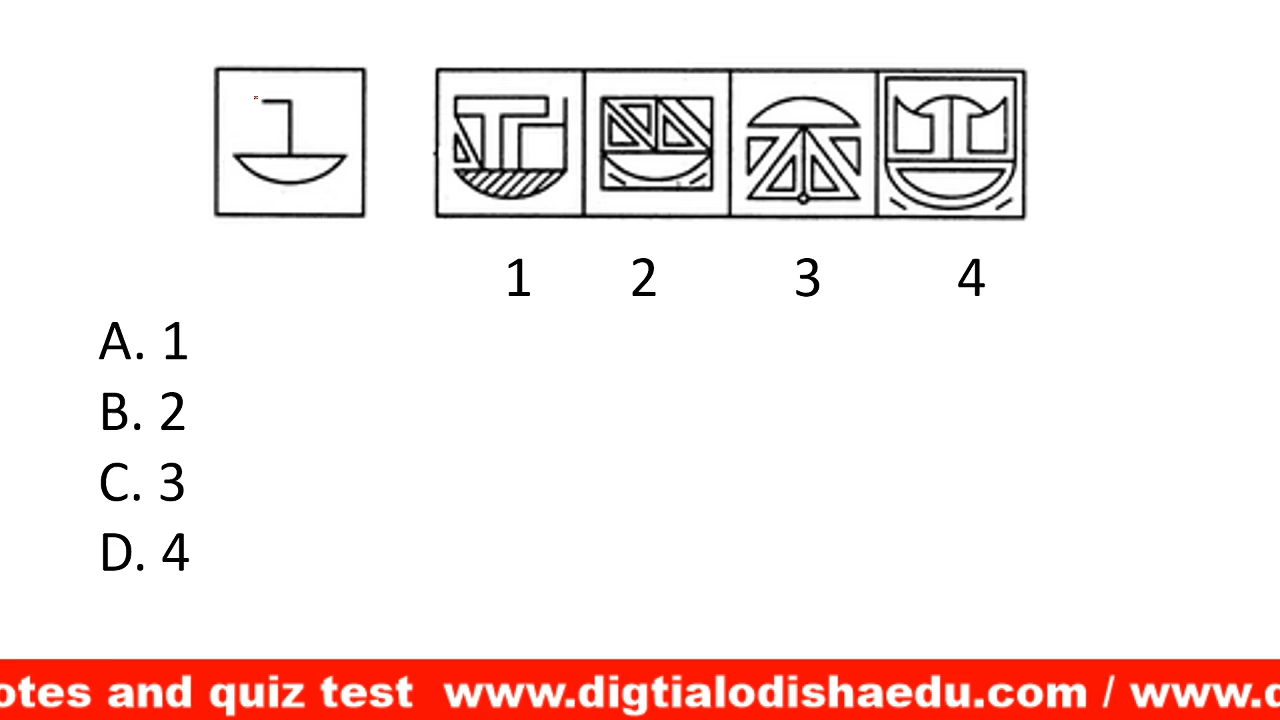 1 2 3 4
A. 1
B. 2
C. 3
D. 4
otes and quiz test www.digtialodishaedu.com / www.